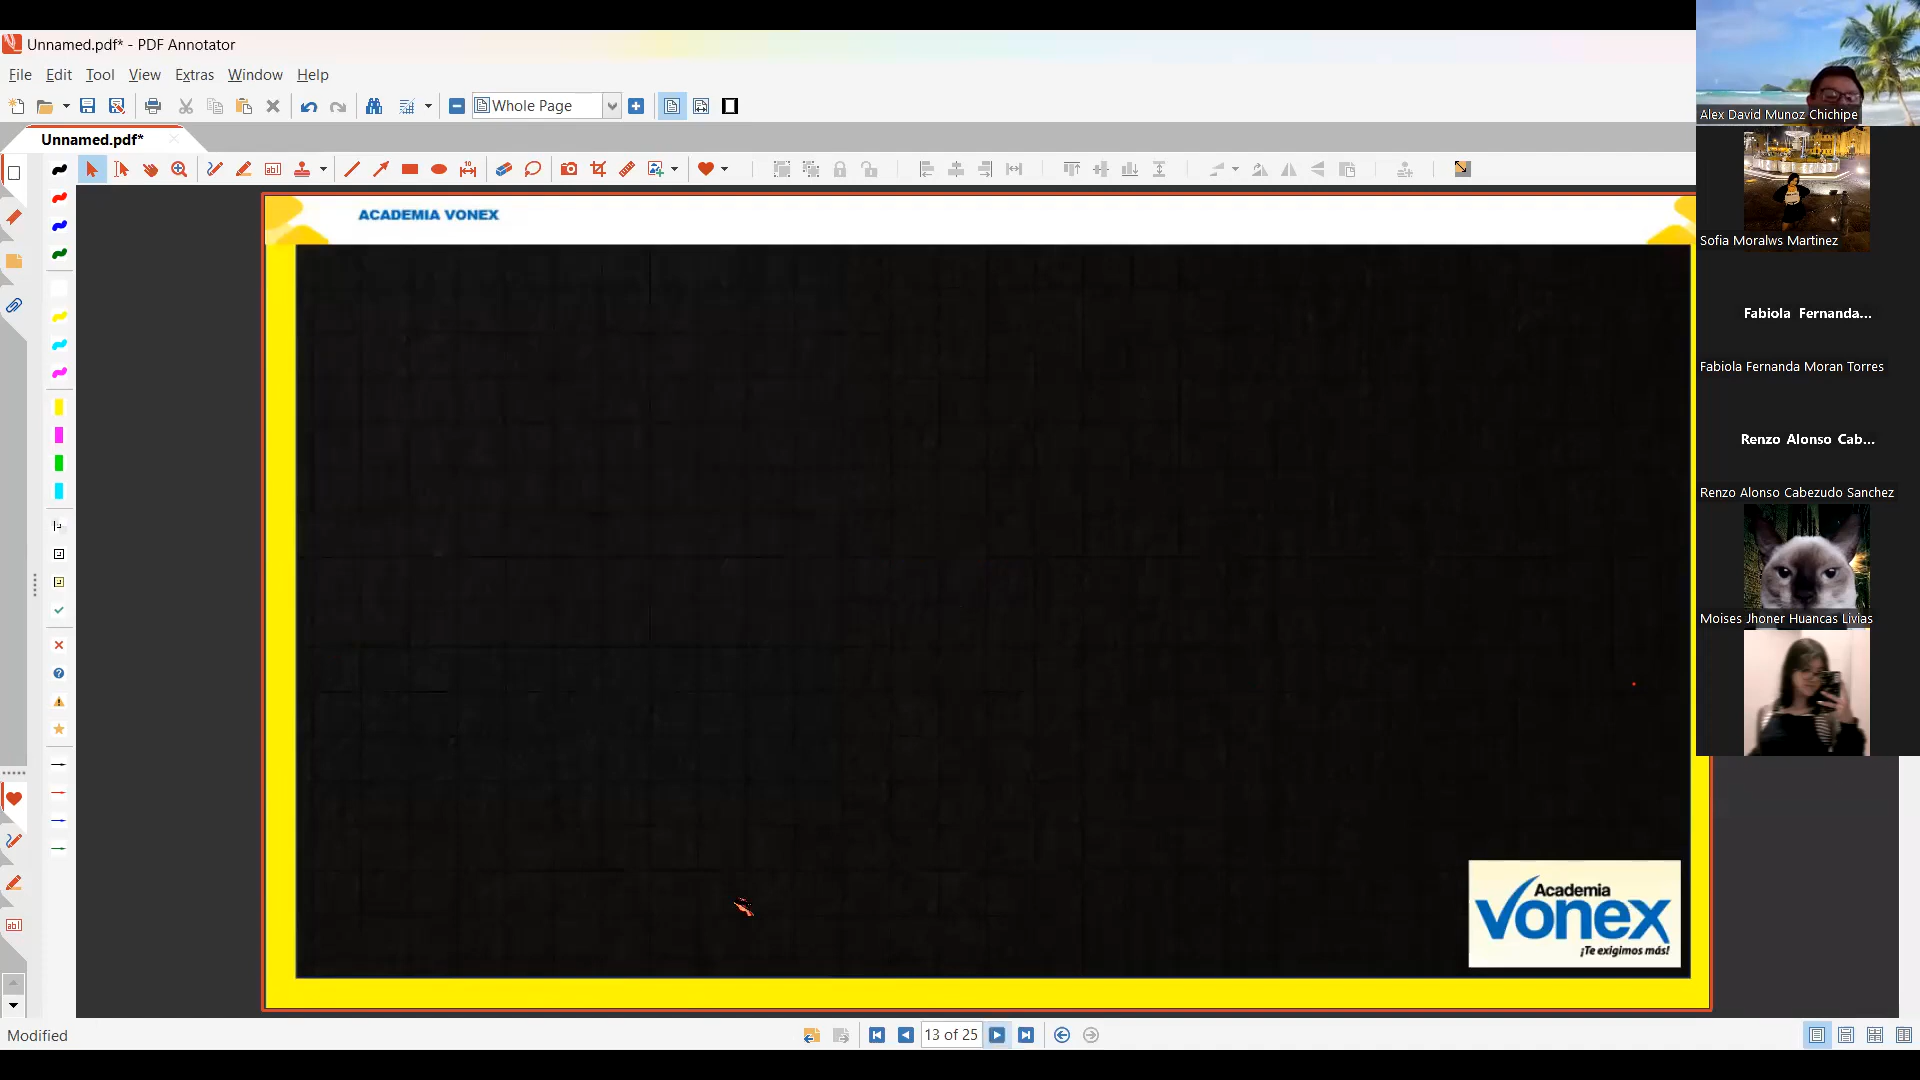 Unnamed.pdf* - PDF Annotator
File Edit Tool View Extras Window Help
Whole Page
Unnamed.pdf*
ACADEMIA VONEX
Academia
Vonex
¡Te exigimos más!
Alex David Munoz Chichipe
Sofia Moralws Martinez
Fabiola Fernanda...
Fabiola Fernanda Moran Torres
Renzo Alonso Cab...
Renzo Alonso Cabezudo Sanchez
Moises Jhoner Huancas Livias
Modified
13 of 25